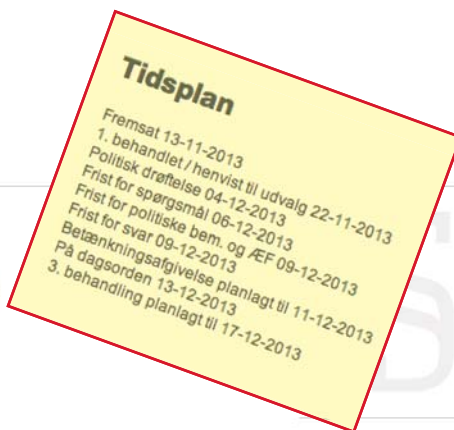 Tidsplan
Fremsat 13-11-2013
1. behandlet / henvist til udvalg 22-11-2013
Politisk drøftelse 04-12-2013
Frist for spørgsmål 06-12-2013
Frist for politiske bem. og ÆF 09-12-2013
Frist for svar 09-12-2013
Betænkningsafgivelse planlagt til 11-12-2013
På dagsorden 13-12-2013
3. behandling planlagt til 17-12-2013